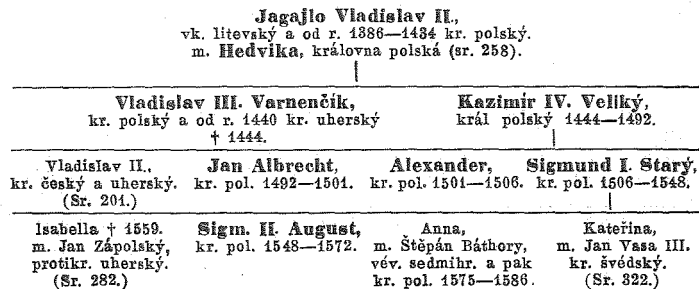 Jagajlo Vladislav II.,
vk. litevský a od r. 1386—1434 kr. polský.
m. Hedvika, královna polská (sr. 258).
Vladislav III. Varnenčík,
kr. polský a od r. 1440 kr. uherský
† 1444.
Kazimír IV. Veliký,
král polský 1444—1492.
Vladislav II.,
kr. český a uherský.
(Sr. 201.)
Jan Albrecht,
kr. pol. 1492—1501.
Alexander,
kr. pol. 1501—1506.
Sigmund I. Starý,
kr. pol. 1506—1548.
Isabella † 1559.
m. Jan Zápolský,
protikr. uherský.
(Sr. 282.)
Sigm. II. August,
kr. pol. 1548—1572.
Anna,
m. Štěpán Báthory,
vév. sedmihr. a pak
kr. pol. 1575—1586.
Kateřina,
m. Jan Vasa III.
kr. švédský.
(Sr. 322.)